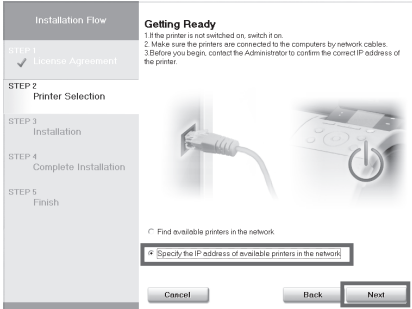 Installation Flow
STEP 1
License Agreement
STEP 2
Printer Selection
STEP 3
Installation
STEP 4
Complete Installation
STEP 5
Finish
Getting Ready
1.If the printer is not switched on, switch it on.
2. Make sure the printers are connected to the computers by network cables.
3.Before you begin, contact the Administrator to confirm the correct IP address of
the printer.
Find available printers in the network
Specify the IP address of available printers in the network
Cancel
Back
Next